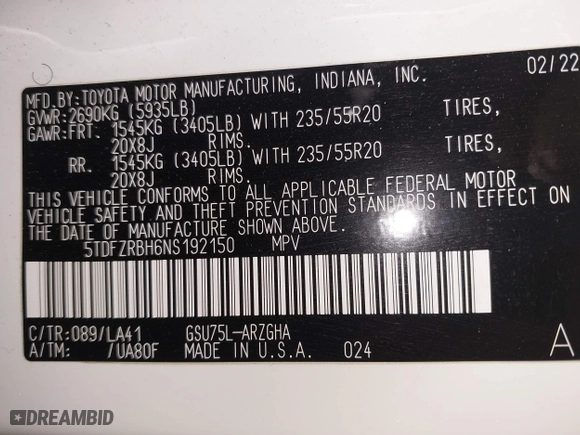 MFD.BY:TOYOTA MOTOR MANUFACTURING, INDIANA, INC. 02/22
GVWR:2690KG (5935LB)
GAWR:FRT. 1545KG (3405LB) WITH 235/55R20 TIRES,
20X8J RIMS.
RR. 1545KG (3405LB) WITH 235/55R20 TIRES,
20X8J RIMS.
THIS VEHICLE CONFORMS TO ALL APPLICABLE FEDERAL MOTOR
VEHICLE SAFETY AND THEFT PREVENTION STANDARDS IN EFFECT ON
THE DATE OF MANUFACTURE SHOWN ABOVE.
5TDFZRBH6NS192150 MPV
C/TR:089/LA41 GSU75L-ARZGHA
A/TM: /UA80F MADE IN U.S.A. 024 A
DREAMBID